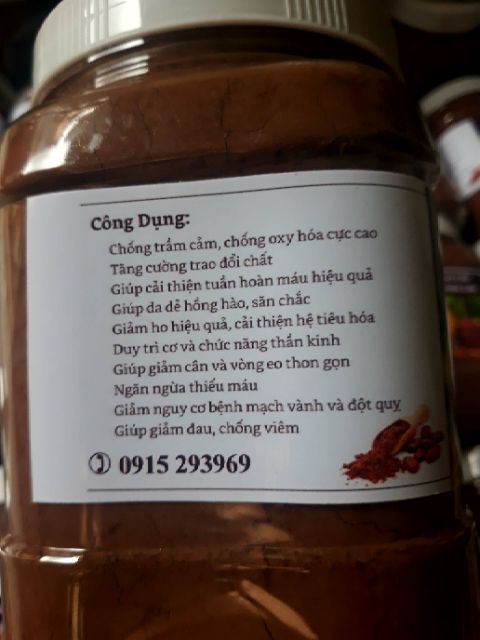 Công Dụng:
Chống trầm cảm, chống oxy hóa cực cao
Tăng cường trao đổi chất
Giúp cải thiện tuần hoàn máu hiệu quả
Giúp da dẻ hồng hào, săn chắc
Giảm ho hiệu quả, cải thiện hệ tiêu hóa
Duy trì cơ và chức năng thần kinh
Giúp giảm cân và vòng eo thon gọn
Ngăn ngừa thiếu máu
Giảm nguy cơ bệnh mạch vành và đột quỵ
Giúp giảm đau, chống viêm
0915 293969